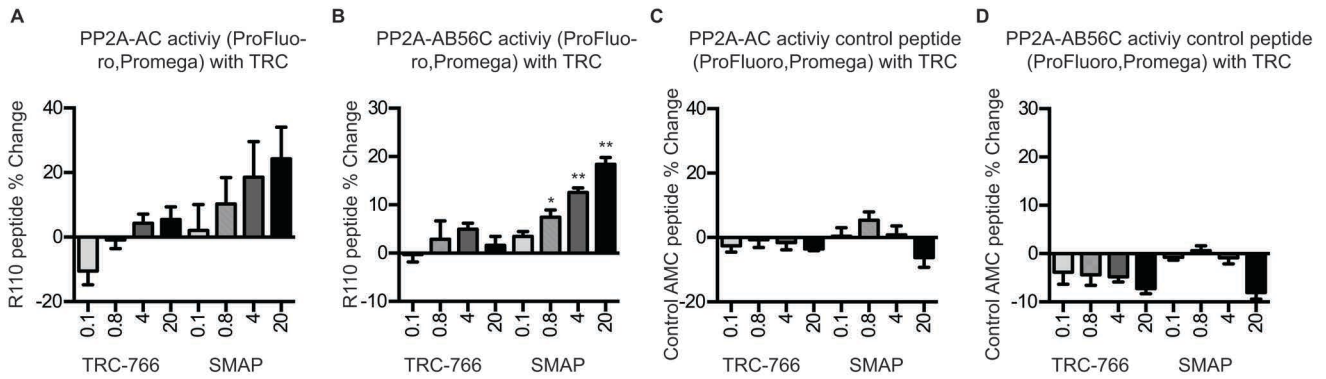 A
PP2A-AC activiy (ProFluo-
ro,Promega) with TRC
R110 peptide % Change
40
20
0
-20
0.1
0.8
4
20
0.1
0.8
4
20
TRC-766
SMAP
B
PP2A-AB56C activiy (ProFluo-
ro,Promega) with TRC
R110 peptide % Change
30
20
10
0
-10
*
**
**
0.1
0.8
4
20
0.1
0.8
4
20
TRC-766
SMAP
C
PP2A-AC activiy control peptide
(ProFluoro,Promega) with TRC
Control AMC peptide % Change
40
20
0
-20
0.1
0.8
4
20
0.1
0.8
4
20
TRC-766
SMAP
D
PP2A-AB56C activiy control peptide
(ProFluoro,Promega) with TRC
Control AMC peptide % Change
30
20
10
0
-10
0.1
0.8
4
20
0.1
0.8
4
20
TRC-766
SMAP